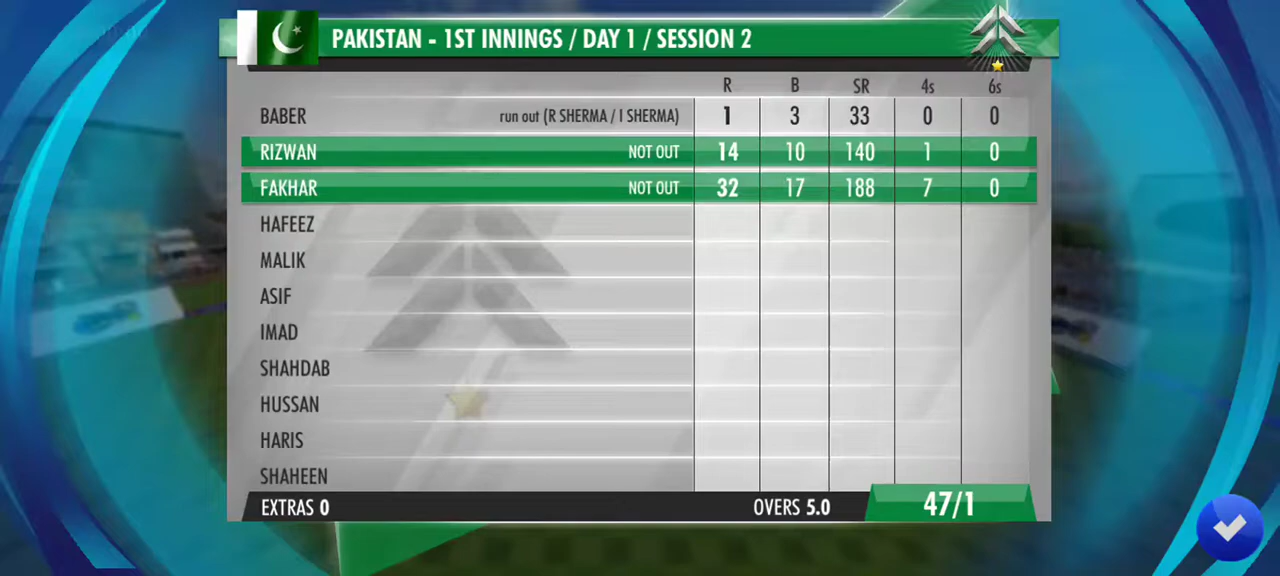 PAKISTAN - 1ST INNINGS / DAY 1 / SESSION 2
R B SR 4s 6s
BABER run out (R SHERMA / I SHERMA) 1 3 33 0 0
RIZWAN NOT OUT 14 10 140 1 0
FAKHAR NOT OUT 32 17 188 7 0
HAFEEZ
MALIK
ASIF
IMAD
SHAHDAB
HUSSAN
HARIS
SHAHEEN
EXTRAS 0 OVERS 5.0 47/1